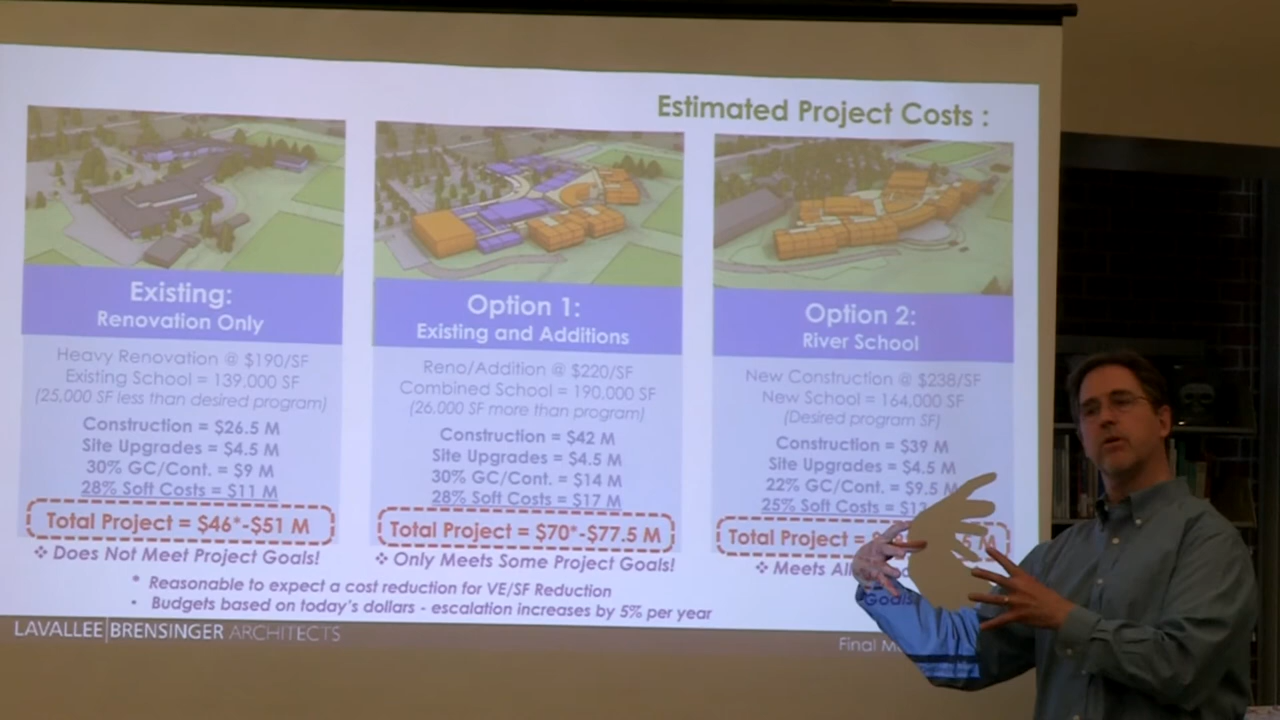 Estimated Project Costs :
Existing:
Renovation Only
Heavy Renovation @ $190/SF
Existing School = 139,000 SF
(25,000 SF less than desired program)
Construction = $26.5 M
Site Upgrades = $4.5 M
30% GC/Cont. = $9 M
28% Soft Costs = $11 M
Total Project = $46*-$51 M
❖ Does Not Meet Project Goals!
Option 1:
Existing and Additions
Reno/Addition @ $220/SF
Combined School = 190,000 SF
(26,000 SF more than program)
Construction = $42 M
Site Upgrades = $4.5 M
30% GC/Cont. = $14 M
28% Soft Costs = $17 M
Total Project = $70*-$77.5 M
❖ Only Meets Some Project Goals!
Option 2:
River School
New Construction @ $238/SF
New School = 164,000 SF
(Desired program SF)
Construction = $39 M
Site Upgrades = $4.5 M
22% GC/Cont. = $9.5 M
25% Soft Costs =
Total Project =
❖ Meets All
Goals
* Reasonable to expect a cost reduction for VE/SF Reduction
• Budgets based on today's dollars - escalation increases by 5% per year
LAVALLEE|BRENSINGER ARCHITECTS
Final